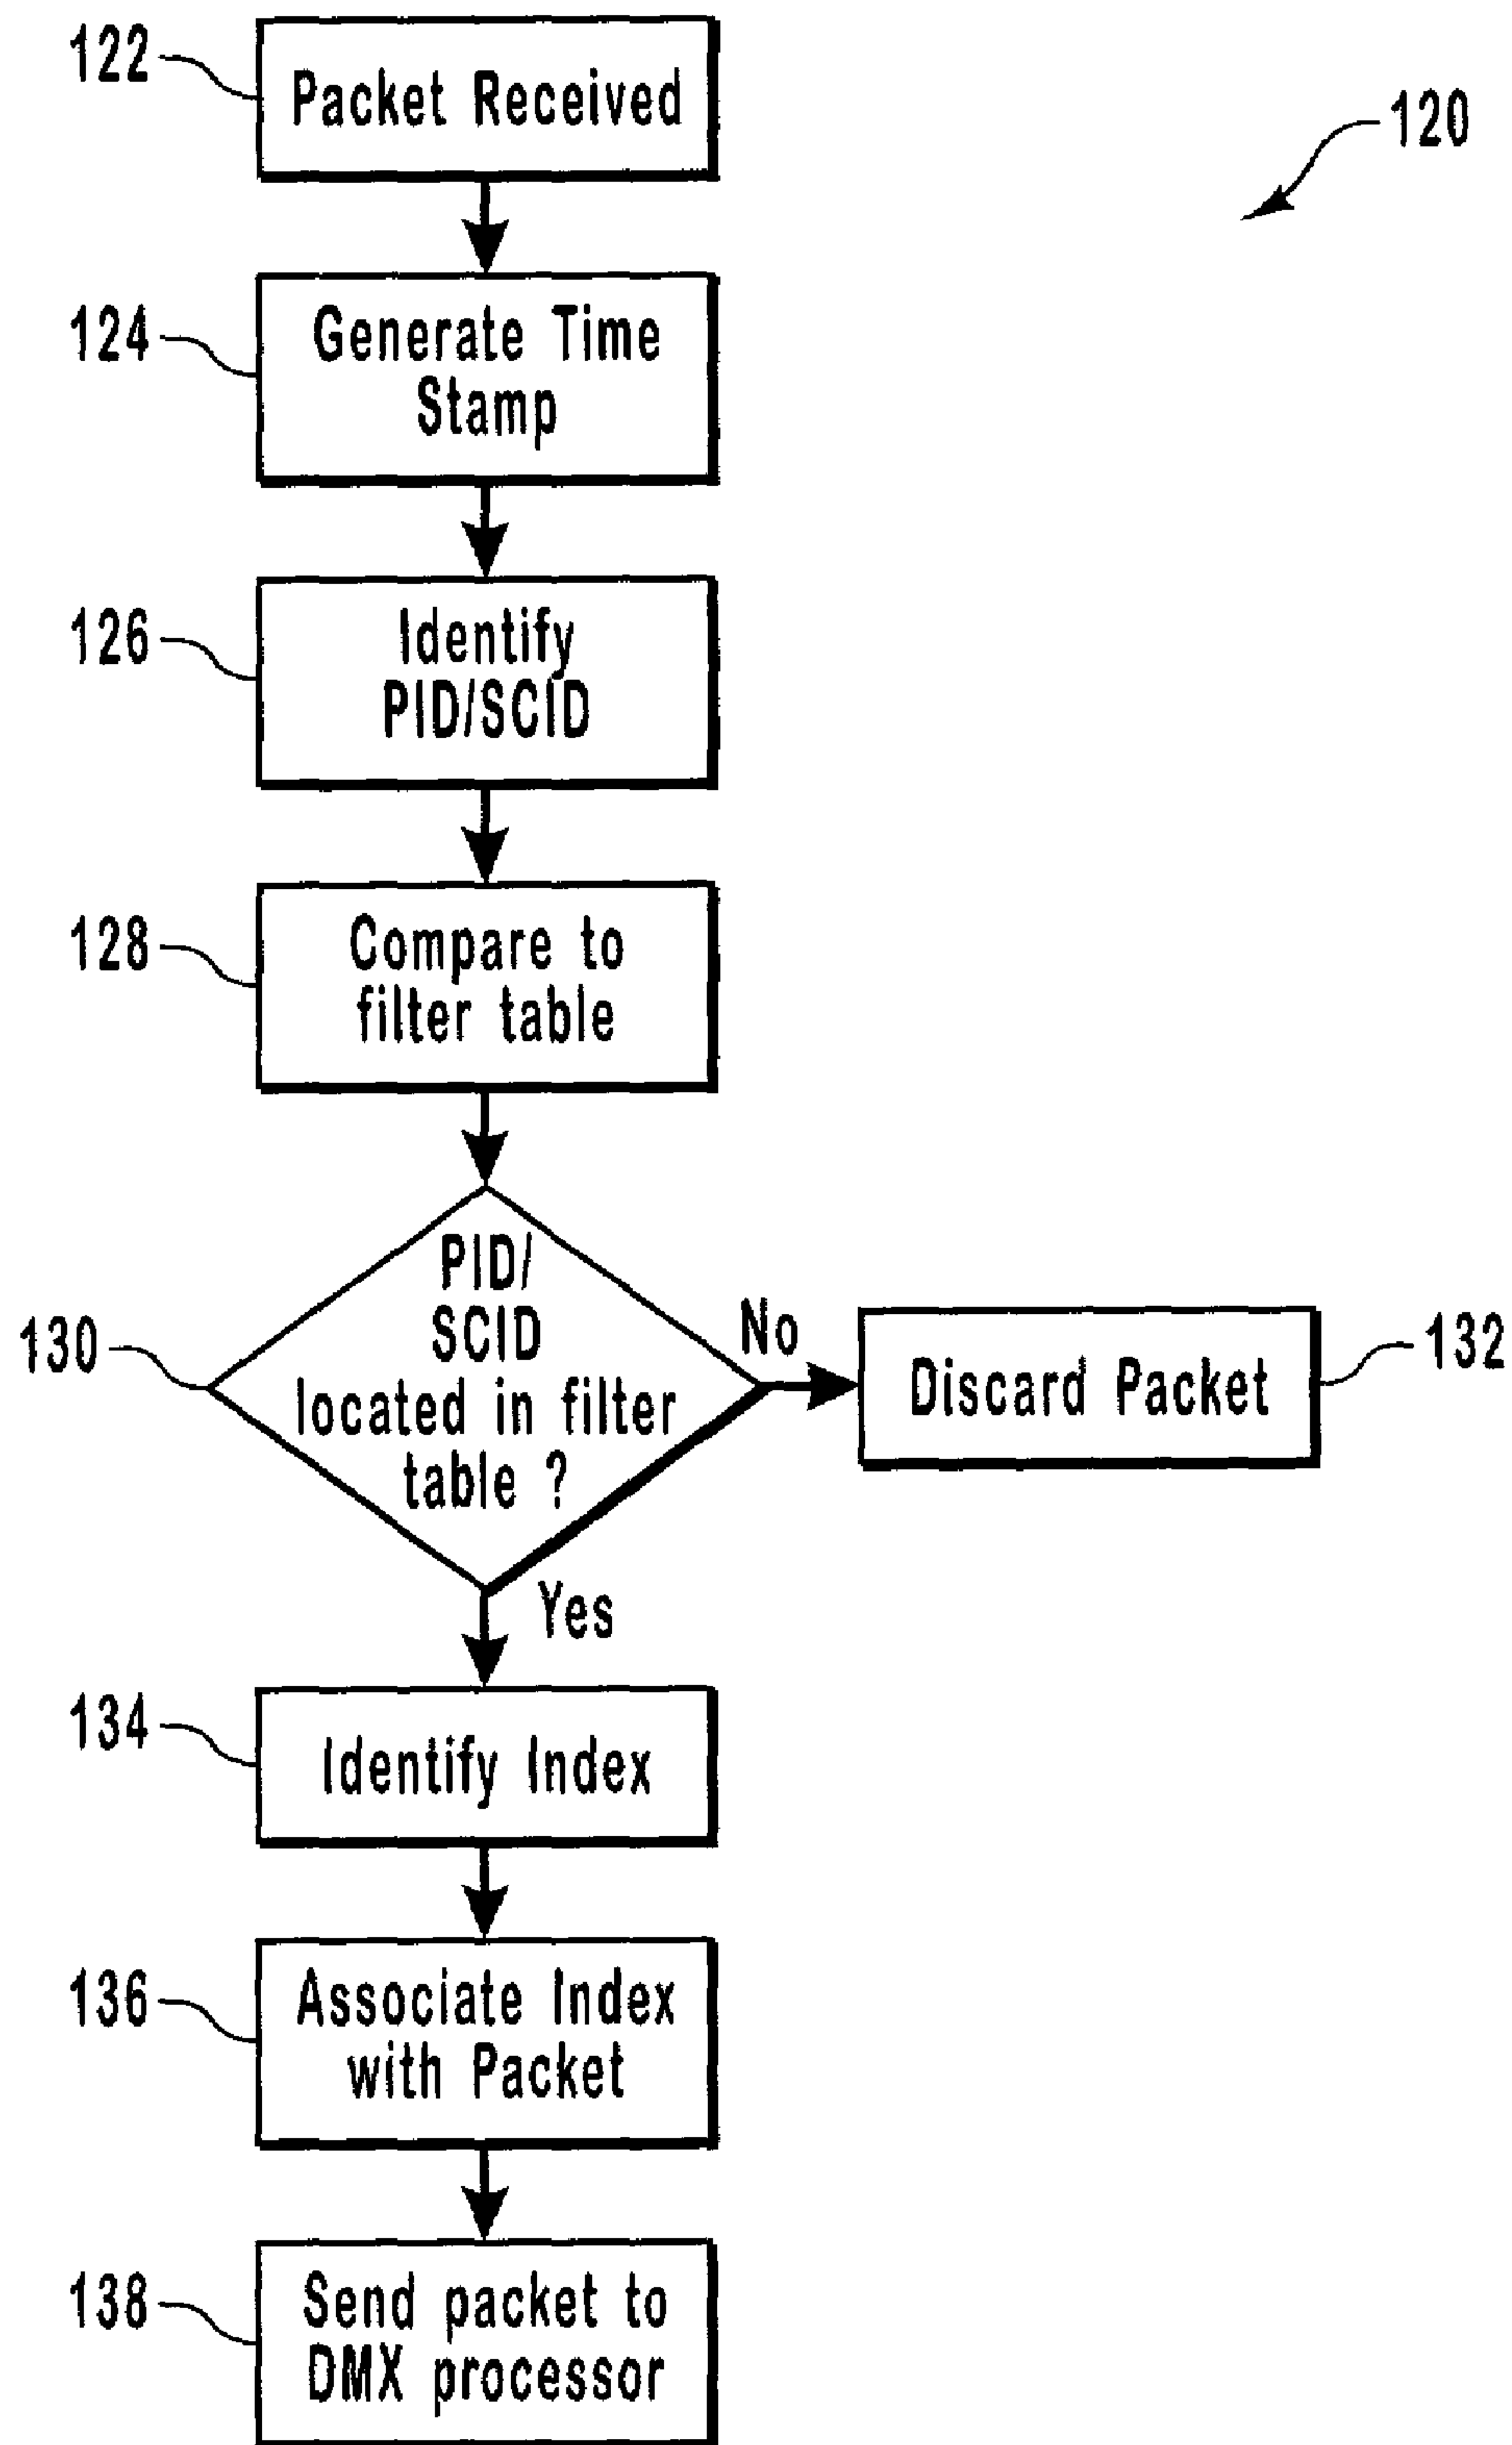 122
Packet Received
120
124
Generate Time
Stamp
126
Identify
PID/SCID
128
Compare to
filter table
130
PID/
SCID
located in filter
table ?
No
Discard Packet
132
Yes
134
Identify Index
136
Associate Index
with Packet
138
Send packet to
DMX processor